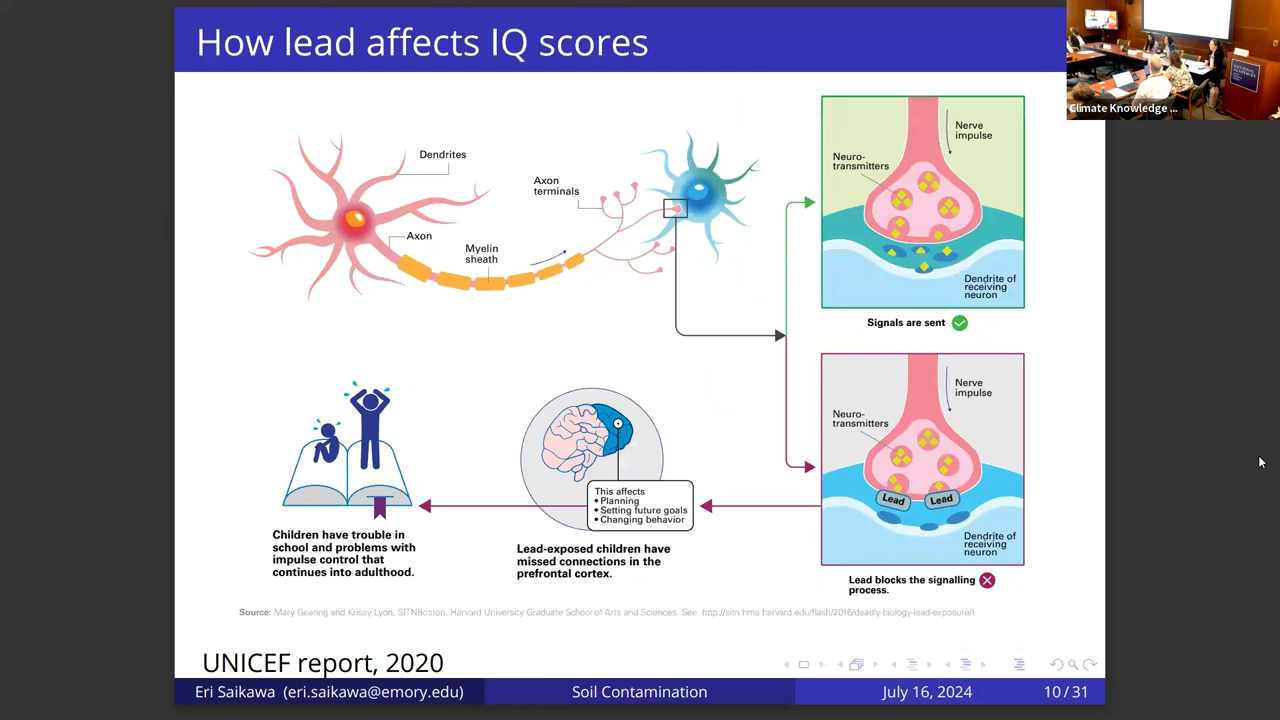 How lead affects IQ scores
Climate Knowledge ...
Dendrites
Axon
terminals
Axon
Myelin
sheath
Nerve
impulse
Neuro-
transmitters
Dendrite of
receiving
neuron
Signals are sent
Nerve
impulse
Neuro-
transmitters
Lead
Lead
Dendrite of
receiving
neuron
Lead blocks the signalling
process.
This affects
• Planning
• Setting future goals
• Changing behavior
Lead-exposed children have
missed connections in the
prefrontal cortex.
Children have trouble in
school and problems with
impulse control that
continues into adulthood.
Source: Mary Gearing and Krissy Lyon, SITNBoston, Harvard University Graduate School of Arts and Sciences. See: http://sitn.hms.harvard.edu/flash/2016/deadly-biology-lead-exposure/)
UNICEF report, 2020
Eri Saikawa (eri.saikawa@emory.edu)
Soil Contamination
July 16, 2024
10 / 31